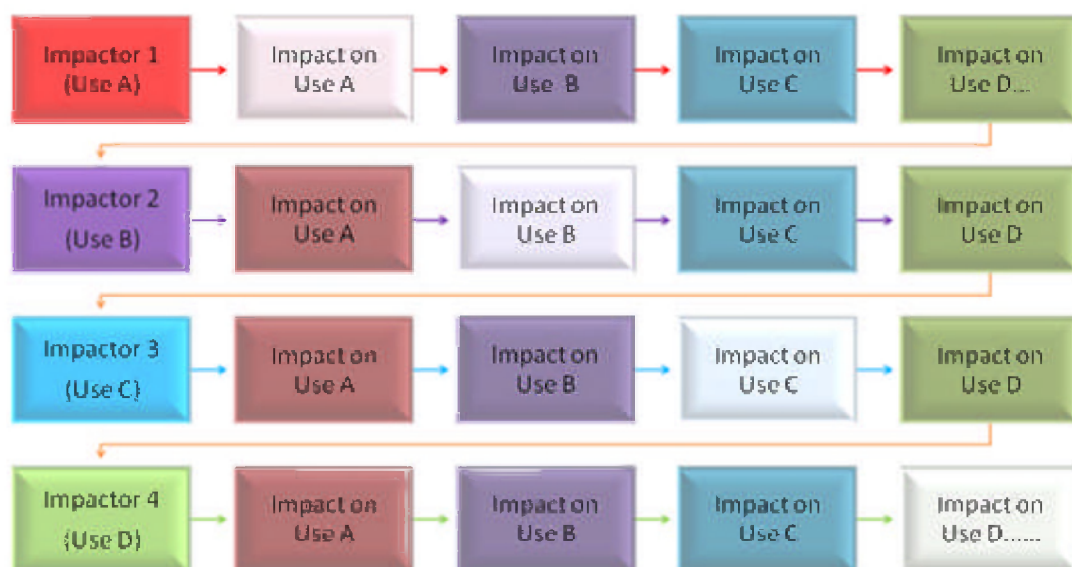 Impactor 1
(Use A)
Impact on
Use A
Impact on
Use B
Impact on
Use C
Impact on
Use D...
Impactor 2
(Use B)
Impact on
Use A
Impact on
Use B
Impact on
Use C
Impact on
Use D
Impactor 3
(Use C)
Impact on
Use A
Impact on
Use B
Impact on
Use C
Impact on
Use D
Impactor 4
(Use D)
Impact on
Use A
Impact on
Use B
Impact on
Use C
Impact on
Use D......